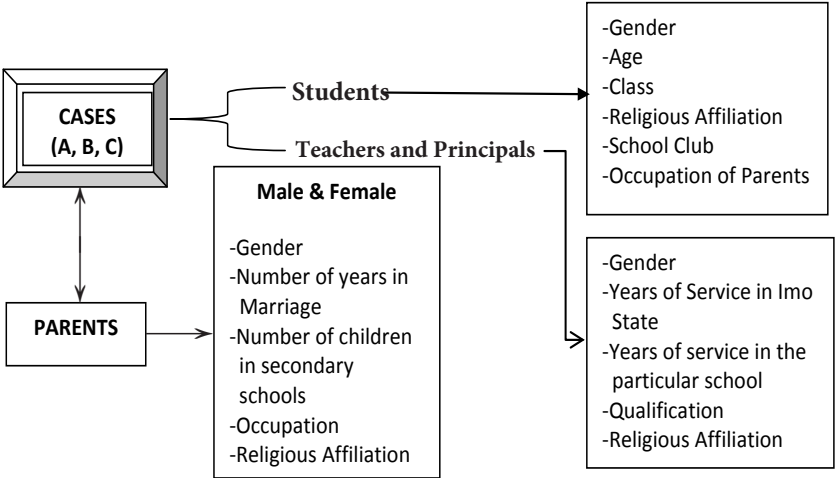 CASES
(A, B, C)
Students
Teachers and Principals
-Gender
-Age
-Class
-Religious Affiliation
-School Club
-Occupation of Parents
PARENTS
Male & Female
-Gender
-Number of years in
Marriage
-Number of children
in secondary
schools
-Occupation
-Religious Affiliation
-Gender
-Years of Service in Imo
State
-Years of service in the
particular school
-Qualification
-Religious Affiliation